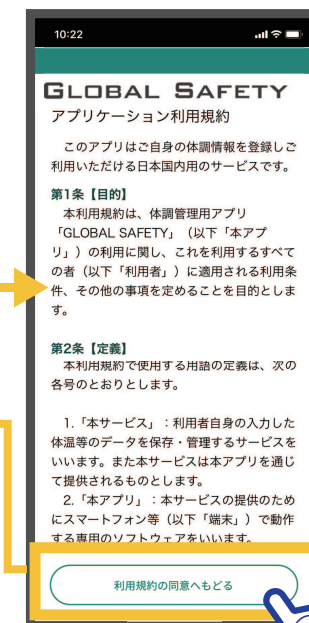 10:22
GLOBAL SAFETY
アプリケーション利用規約
このアプリはご自身の体調情報を登録しご
利用いただける日本国内用のサービスです。
第1条【目的】
本利用規約は、体調管理用アプリ
「GLOBAL SAFETY」（以下「本アプ
リ」）の利用に関し、これを利用するすべて
の者（以下「利用者」）に適用される利用条
件、その他の事項を定めることを目的としま
す。
第2条【定義】
本利用規約で使用する用語の定義は、次の
各号のとおりとします。
1.「本サービス」：利用者自身の入力した
体温等のデータを保存・管理するサービスを
いいます。また本サービスは本アプリを通じ
て提供されるものとします。
2.「本アプリ」：本サービスの提供のため
にスマートフォン等（以下「端末」）で動作
する専用のソフトウェアをいいます。
利用規約の同意へもどる